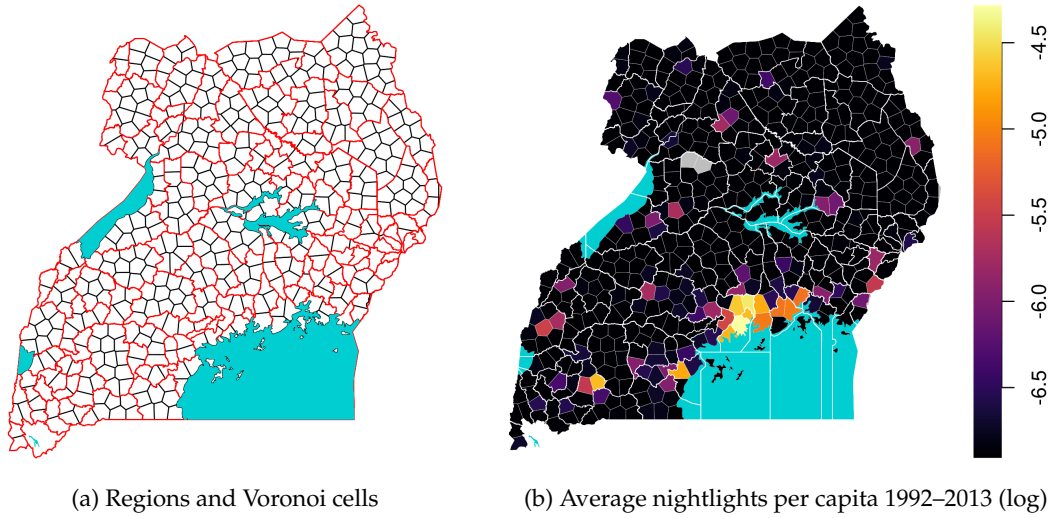 -4.5
-5.0
-5.5
-6.0
-6.5
(a) Regions and Voronoi cells
(b) Average nightlights per capita 1992–2013 (log)